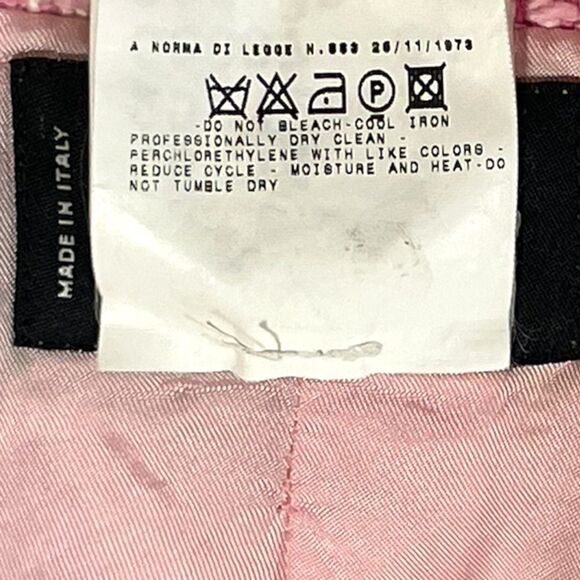 A NORMA DI LEGGE N.883 26/11/1973
P
-DO NOT BLEACH-COOL IRON
PROFESSIONALLY DRY CLEAN -
PERCHLORETHYLENE WITH LIKE COLORS -
REDUCE CYCLE - MOISTURE AND HEAT-DO
NOT TUMBLE DRY
MADE IN ITALY